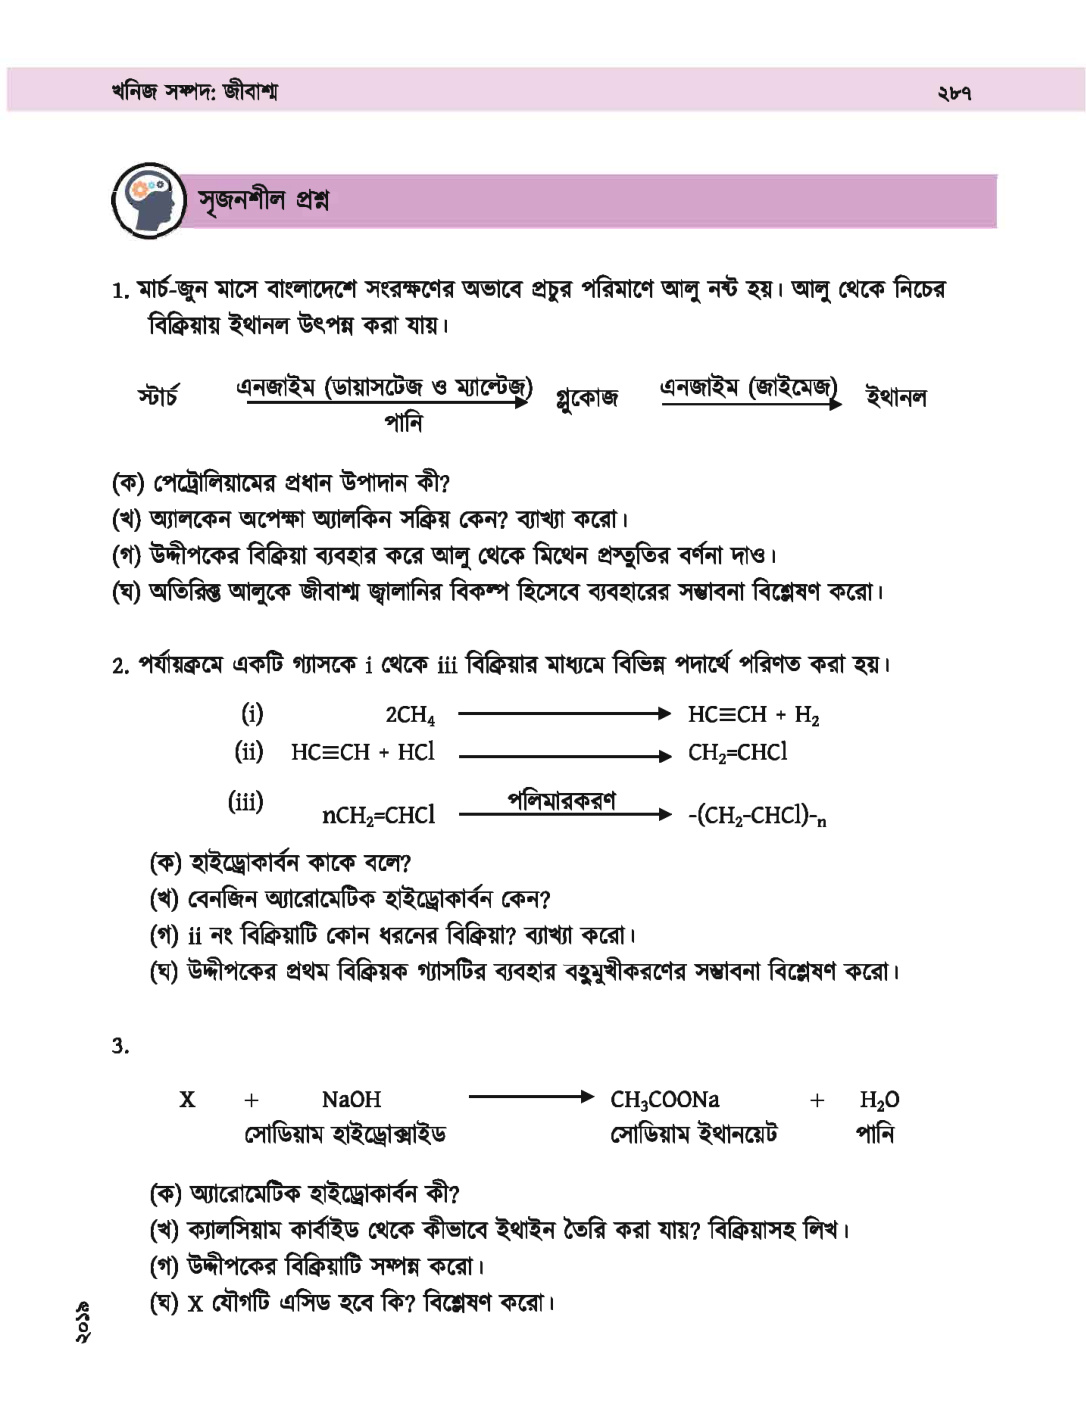 খনিজ সম্পদ: জীবাশ্ম ২৮৭
সৃজনশীল প্রশ্ন
1. মার্চ-জুন মাসে বাংলাদেশে সংরক্ষণের অভাবে প্রচুর পরিমাণে আলু নষ্ট হয়। আলু থেকে নিচের
বিক্রিয়ায় ইথানল উৎপন্ন করা যায়।
স্টার্চ এনজাইম (ডায়াসটেজ ও ম্যাল্টেজ) গ্লুকোজ এনজাইম (জাইমেজ) ইথানল
পানি
(ক) পেট্রোলিয়ামের প্রধান উপাদান কী?
(খ) অ্যালকেন অপেক্ষা অ্যালকিন সক্রিয় কেন? ব্যাখ্যা করো।
(গ) উদ্দীপকের বিক্রিয়া ব্যবহার করে আলু থেকে মিথেন প্রস্তুতির বর্ণনা দাও।
(ঘ) অতিরিক্ত আলুকে জীবাশ্ম জ্বালানির বিকল্প হিসেবে ব্যবহারের সম্ভাবনা বিশ্লেষণ করো।
2. পর্যায়ক্রমে একটি গ্যাসকে i থেকে iii বিক্রিয়ার মাধ্যমে বিভিন্ন পদার্থে পরিণত করা হয়।
(i) 2CH₄ ⟶ HC≡CH + H₂
(ii) HC≡CH + HCl ⟶ CH₂=CHCl
পলিমারকরণ
(iii) nCH₂=CHCl ⟶ -(CH₂-CHCl)-ₙ
(ক) হাইড্রোকার্বন কাকে বলে?
(খ) বেনজিন অ্যারোমেটিক হাইড্রোকার্বন কেন?
(গ) ii নং বিক্রিয়াটি কোন ধরনের বিক্রিয়া? ব্যাখ্যা করো।
(ঘ) উদ্দীপকের প্রথম বিক্রিয়ক গ্যাসটির ব্যবহার বহুমুখীকরণের সম্ভাবনা বিশ্লেষণ করো।
3.
X + NaOH ⟶ CH₃COONa + H₂O
সোডিয়াম হাইড্রোক্সাইড সোডিয়াম ইথানয়েট পানি
(ক) অ্যারোমেটিক হাইড্রোকার্বন কী?
(খ) ক্যালসিয়াম কার্বাইড থেকে কীভাবে ইথাইন তৈরি করা যায়? বিক্রিয়াসহ লিখ।
(গ) উদ্দীপকের বিক্রিয়াটি সম্পন্ন করো।
(ঘ) X যৌগটি এসিড হবে কি? বিশ্লেষণ করো।
২০১৯